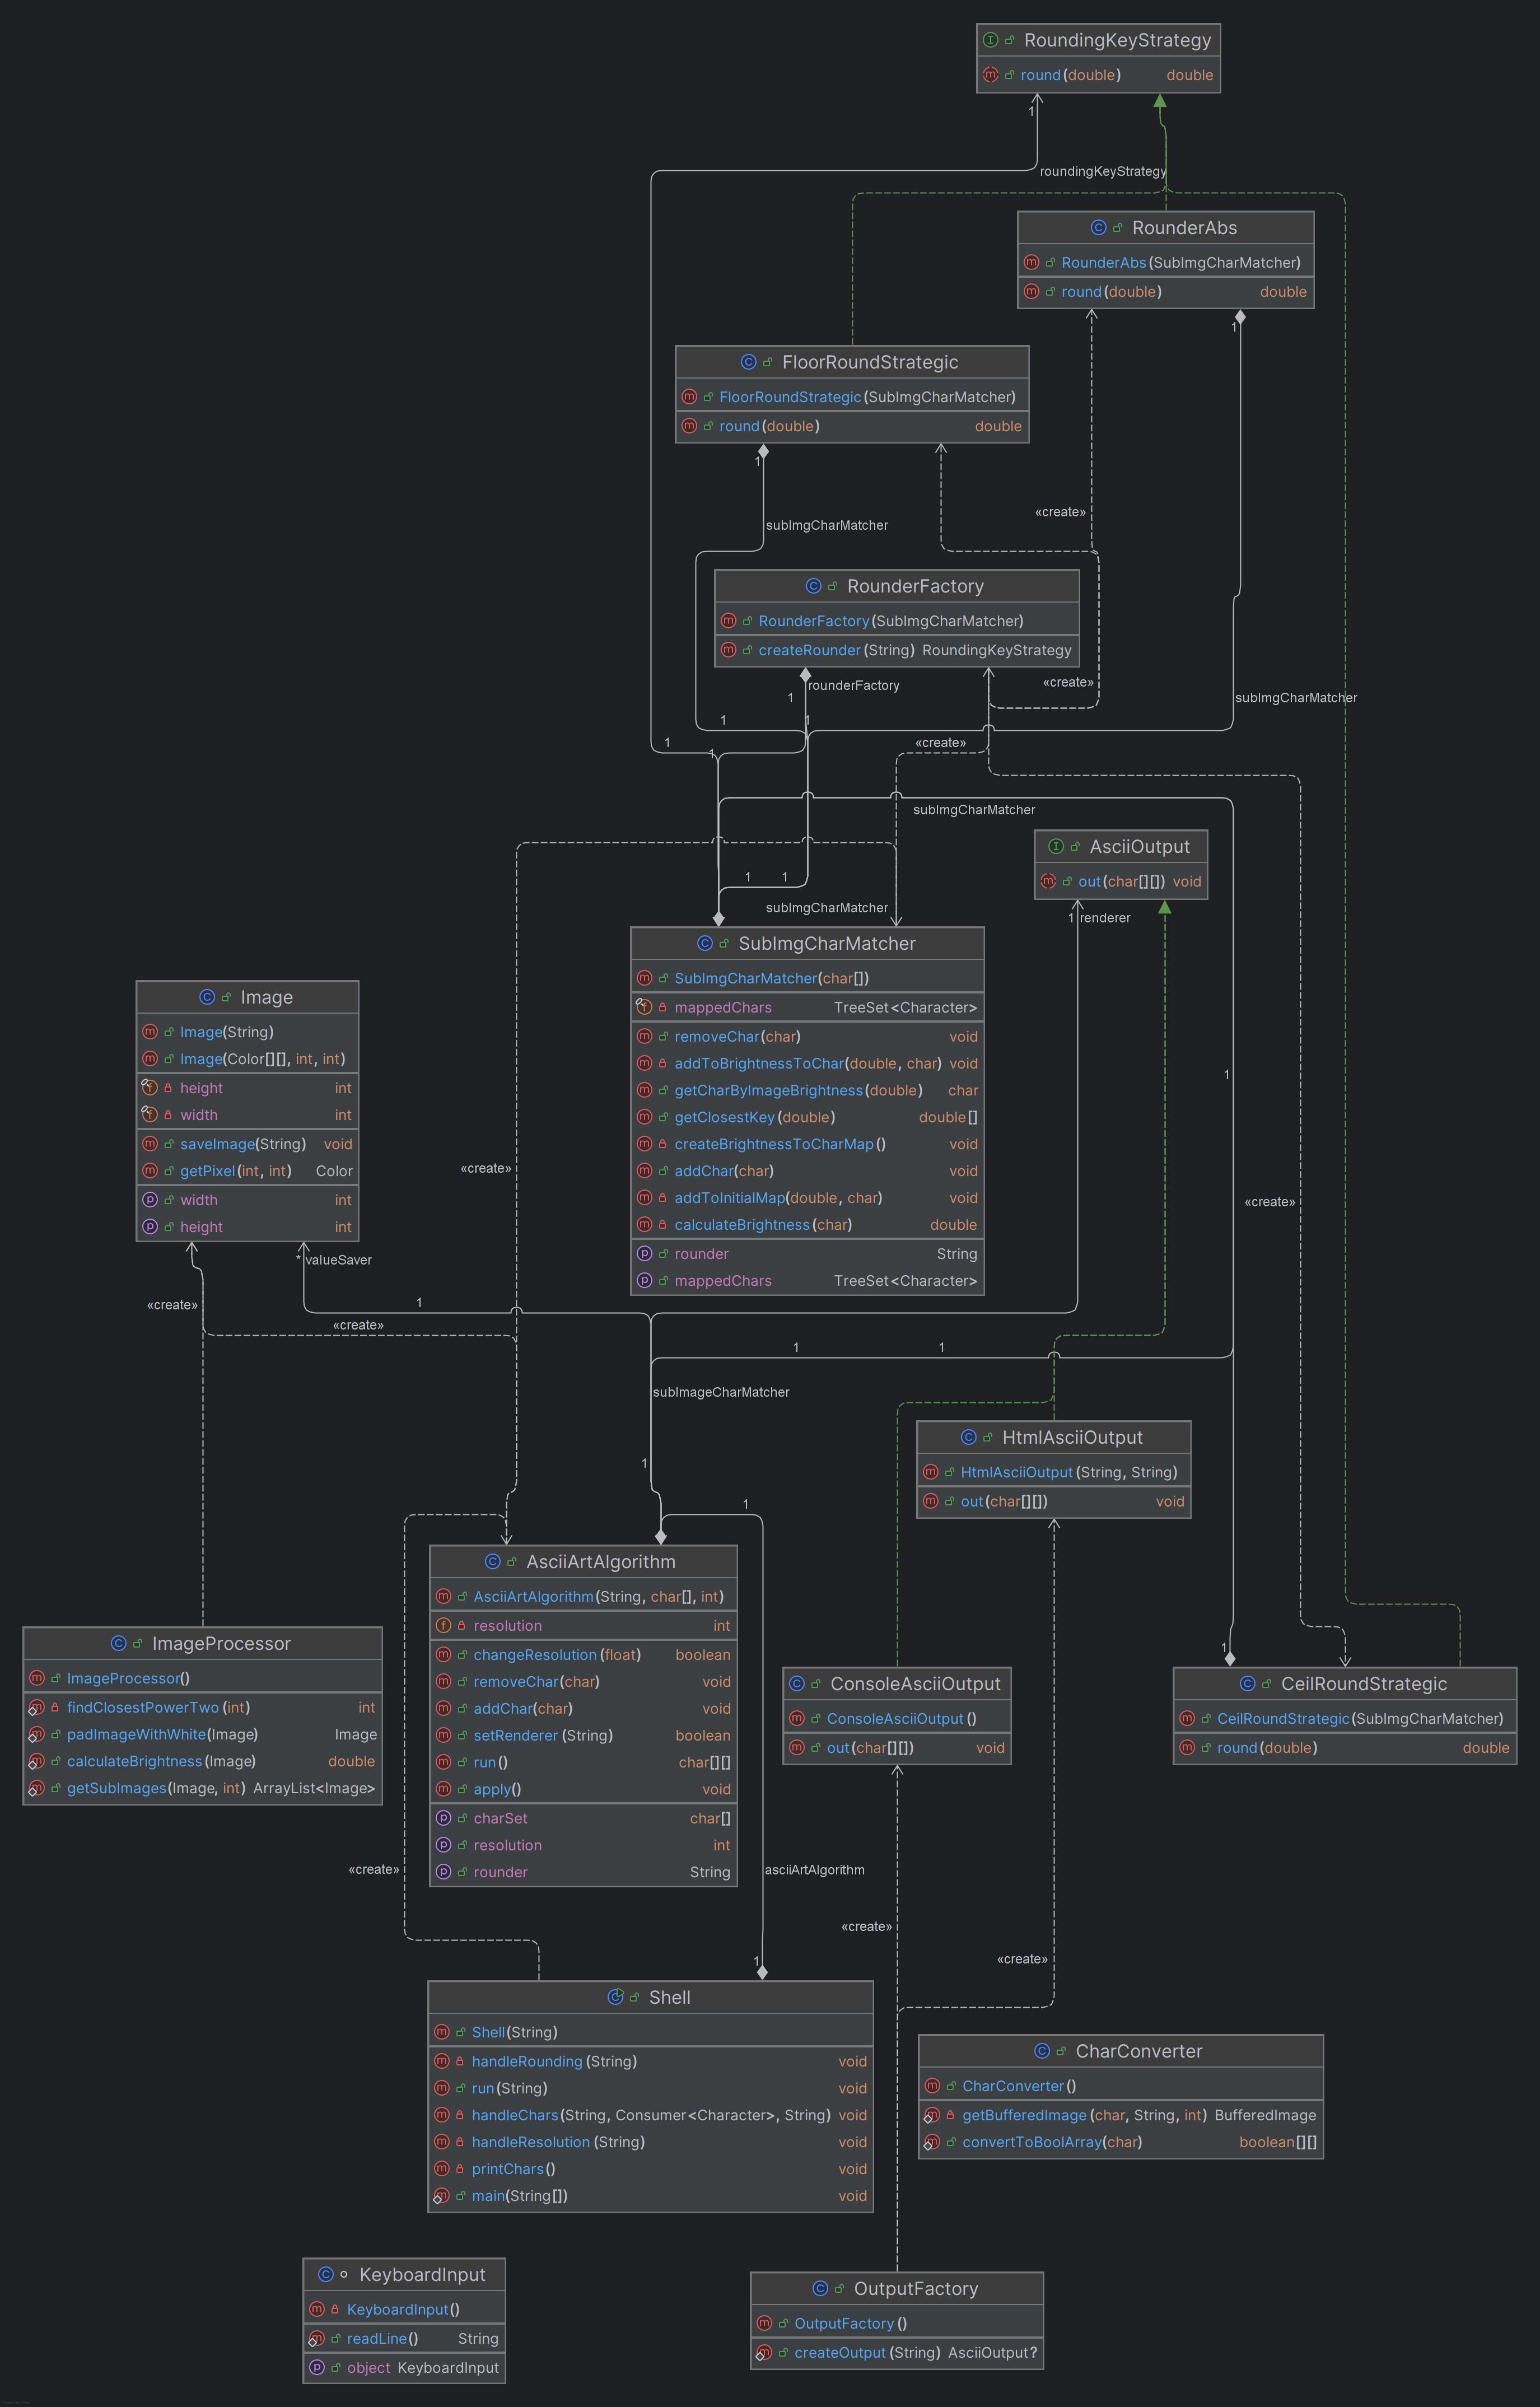 RoundingKeyStrategy
round(double) double
1
roundingKeyStrategy
RounderAbs
RounderAbs(SubImgCharMatcher)
round(double) double
1
FloorRoundStrategic
FloorRoundStrategic(SubImgCharMatcher)
round(double) double
1
«create»
subImgCharMatcher
RounderFactory
RounderFactory(SubImgCharMatcher)
createRounder(String) RoundingKeyStrategy
rounderFactory
«create»
1
subImgCharMatcher
1
1
1
1
«create»
subImgCharMatcher
AsciiOutput
out(char[][]) void
1
1
subImgCharMatcher
1
renderer
SubImgCharMatcher
SubImgCharMatcher(char[])
mappedChars TreeSet<Character>
removeChar(char) void
addToBrightnessToChar(double, char) void
getCharByImageBrightness(double) char
getClosestKey(double) double[]
createBrightnessToCharMap() void
addChar(char) void
addToInitialMap(double, char) void
calculateBrightness(char) double
rounder String
mappedChars TreeSet<Character>
Image
Image(String)
Image(Color[][], int, int)
height int
width int
saveImage(String) void
getPixel(int, int) Color
width int
height int
1
«create»
«create»
* valueSaver
«create»
1
«create»
1
1
subImageCharMatcher
HtmlAsciiOutput
HtmlAsciiOutput(String, String)
out(char[][]) void
1
1
AsciiArtAlgorithm
AsciiArtAlgorithm(String, char[], int)
resolution int
changeResolution(float) boolean
removeChar(char) void
addChar(char) void
setRenderer(String) boolean
run() char[][]
apply() void
charSet char[]
resolution int
rounder String
ImageProcessor
ImageProcessor()
findClosestPowerTwo(int) int
padImageWithWhite(Image) Image
calculateBrightness(Image) double
getSubImages(Image, int) ArrayList<Image>
ConsoleAsciiOutput
ConsoleAsciiOutput()
out(char[][]) void
1
CeilRoundStrategic
CeilRoundStrategic(SubImgCharMatcher)
round(double) double
«create»
asciiArtAlgorithm
«create»
«create»
1
Shell
Shell(String)
handleRounding(String) void
run(String) void
handleChars(String, Consumer<Character>, String) void
handleResolution(String) void
printChars() void
main(String[]) void
CharConverter
CharConverter()
getBufferedImage(char, String, int) BufferedImage
convertToBoolArray(char) boolean[][]
KeyboardInput
KeyboardInput()
readLine() String
object KeyboardInput
OutputFactory
OutputFactory()
createOutput(String) AsciiOutput?